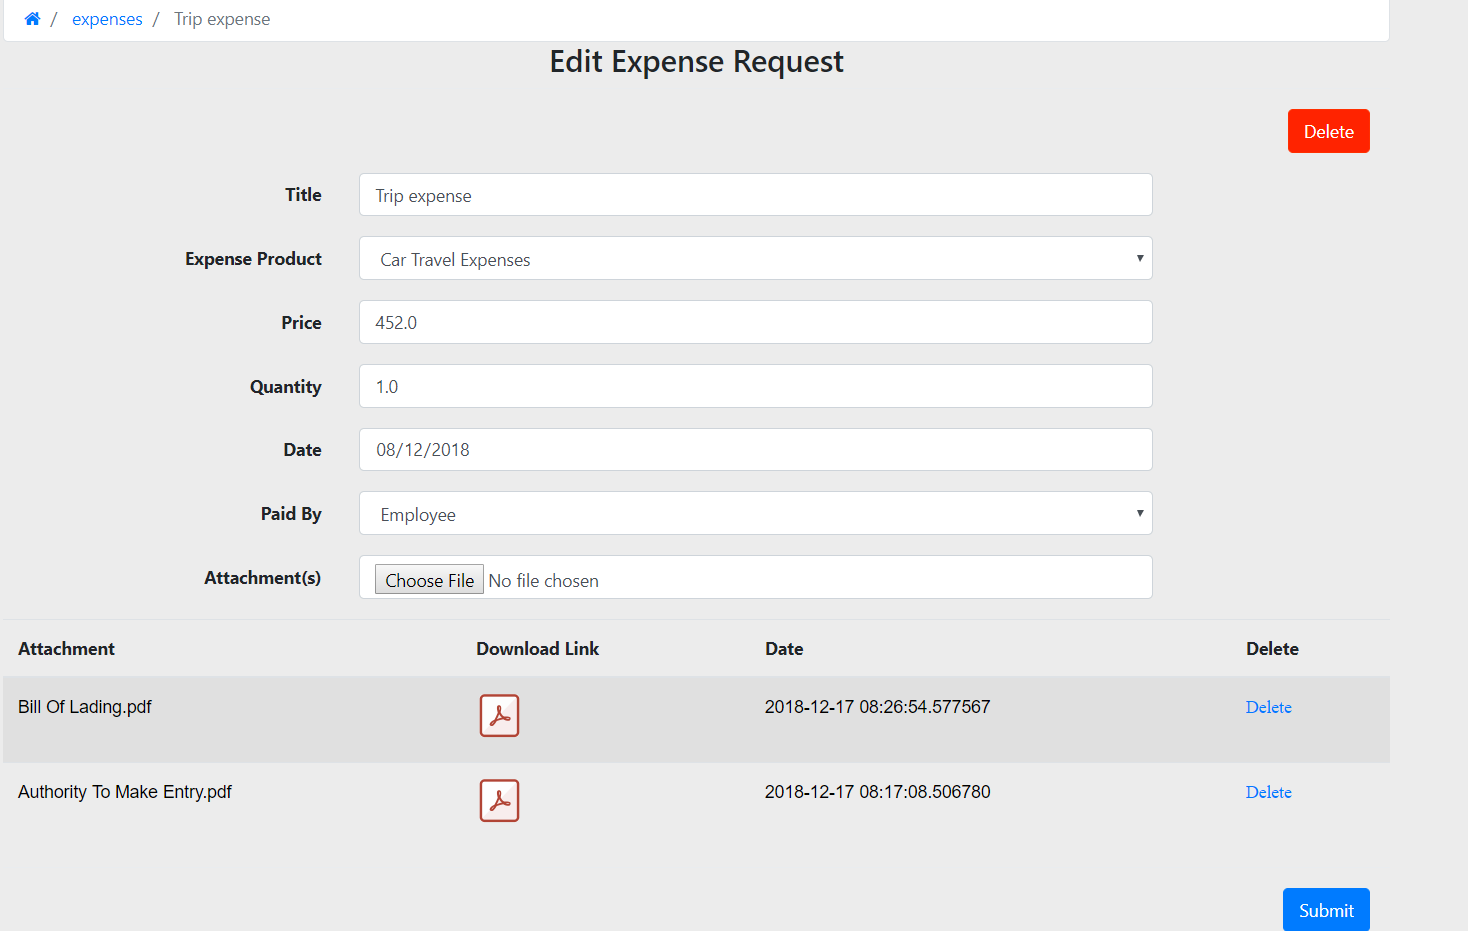 / expenses / Trip expense
Edit Expense Request
Delete
Title Trip expense
Expense Product Car Travel Expenses
Price 452.0
Quantity 1.0
Date 08/12/2018
Paid By Employee
Attachment(s) Choose File No file chosen
Attachment Download Link Date Delete
Bill Of Lading.pdf 2018-12-17 08:26:54.577567 Delete
Authority To Make Entry.pdf 2018-12-17 08:17:08.506780 Delete
Submit